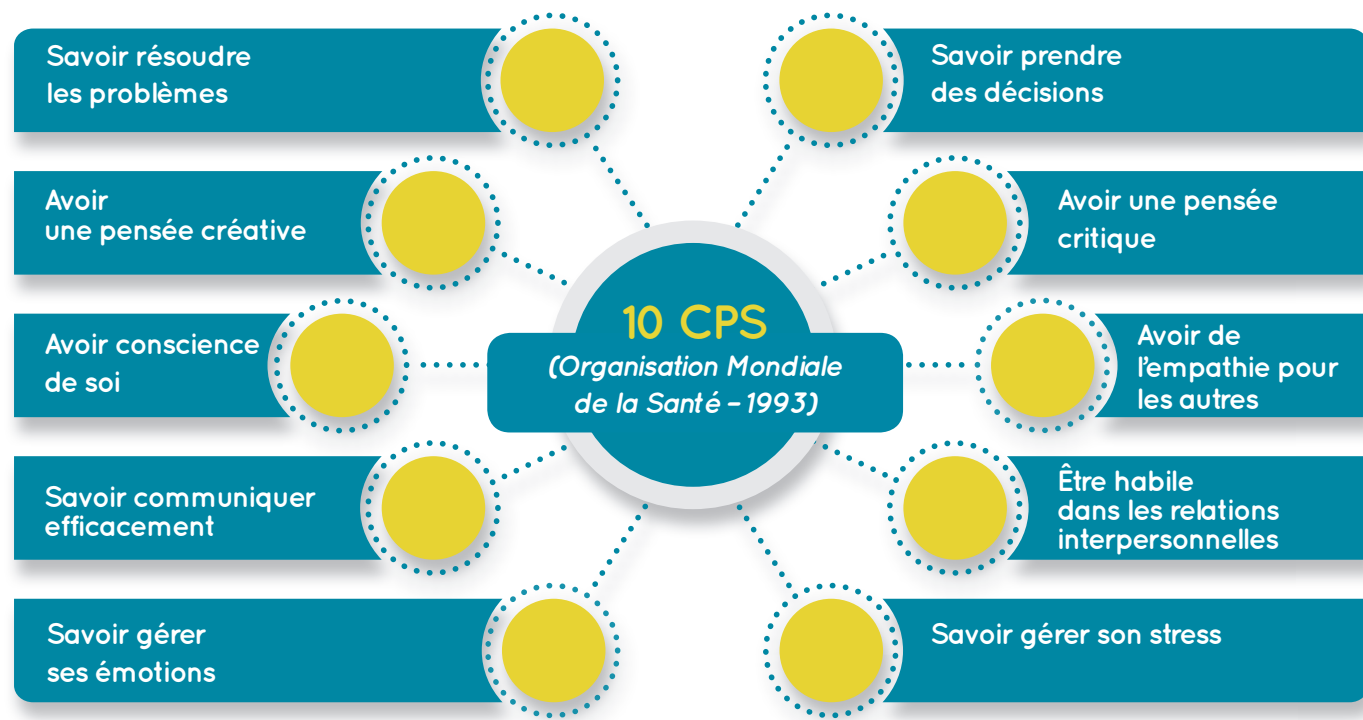 Savoir résoudre
les problèmes
Savoir prendre
des décisions
Avoir
une pensée créative
Avoir une pensée
critique
10 CPS
(Organisation Mondiale
de la Santé – 1993)
Avoir conscience
de soi
Avoir de
l'empathie pour
les autres
Savoir communiquer
efficacement
Être habile
dans les relations
interpersonnelles
Savoir gérer
ses émotions
Savoir gérer son stress